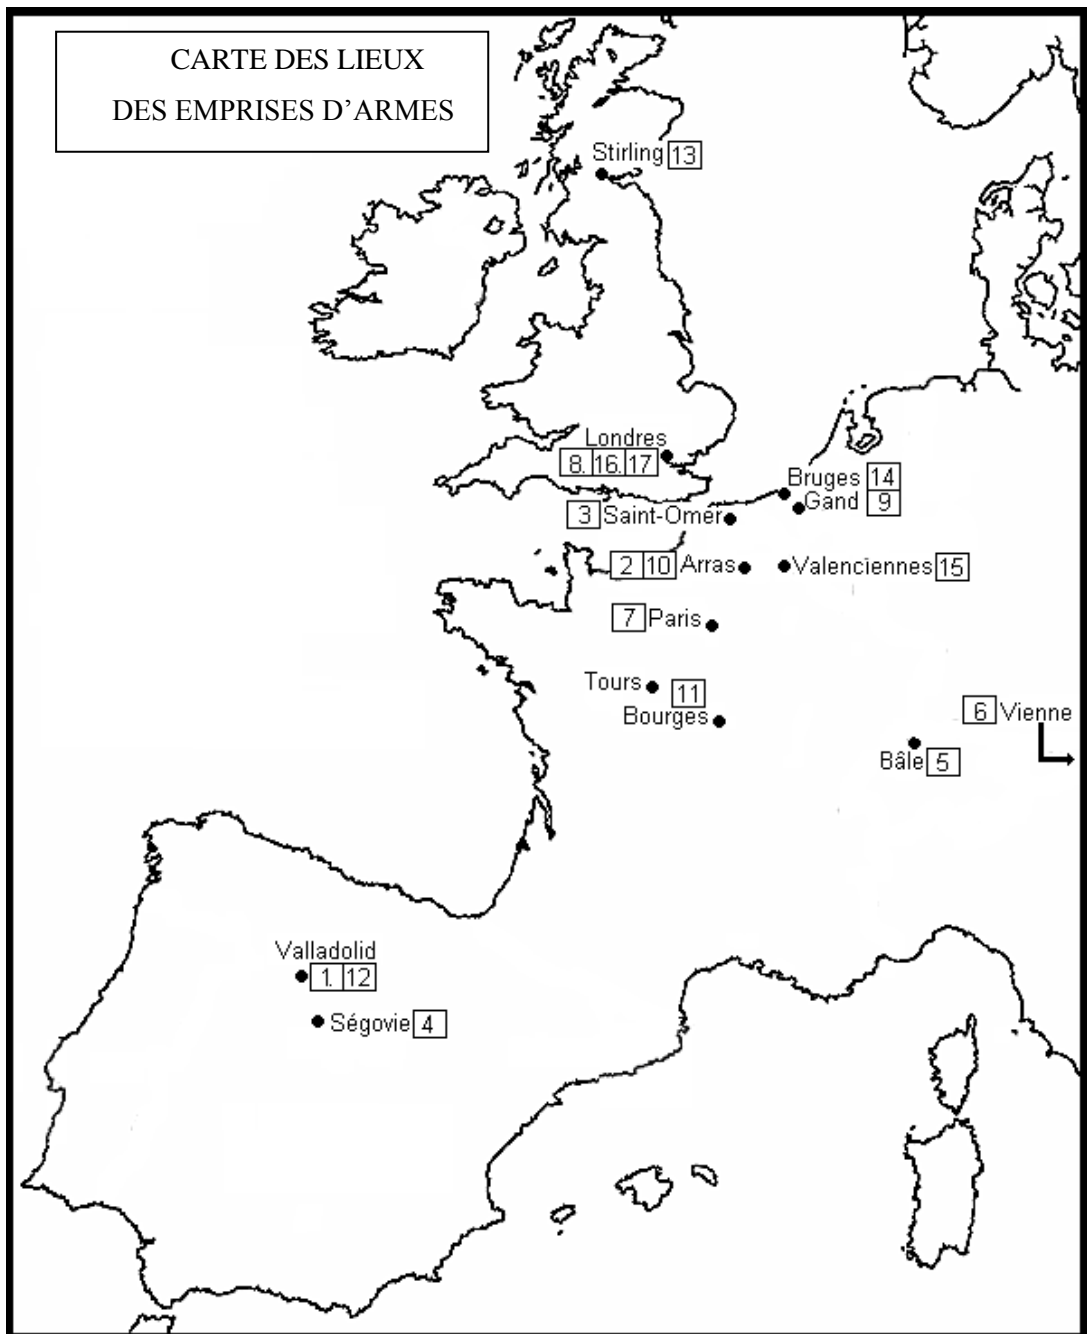 CARTE DES LIEUX
DES EMPRISES D'ARMES
Stirling 13
Londres
8. 16. 17
Bruges 14
Gand 9
3 Saint-Omer
2 10 Arras
Valenciennes 15
7 Paris
Tours
11
Bourges
6 Vienne
Bâle 5
Valladolid
1. 12
Ségovie 4